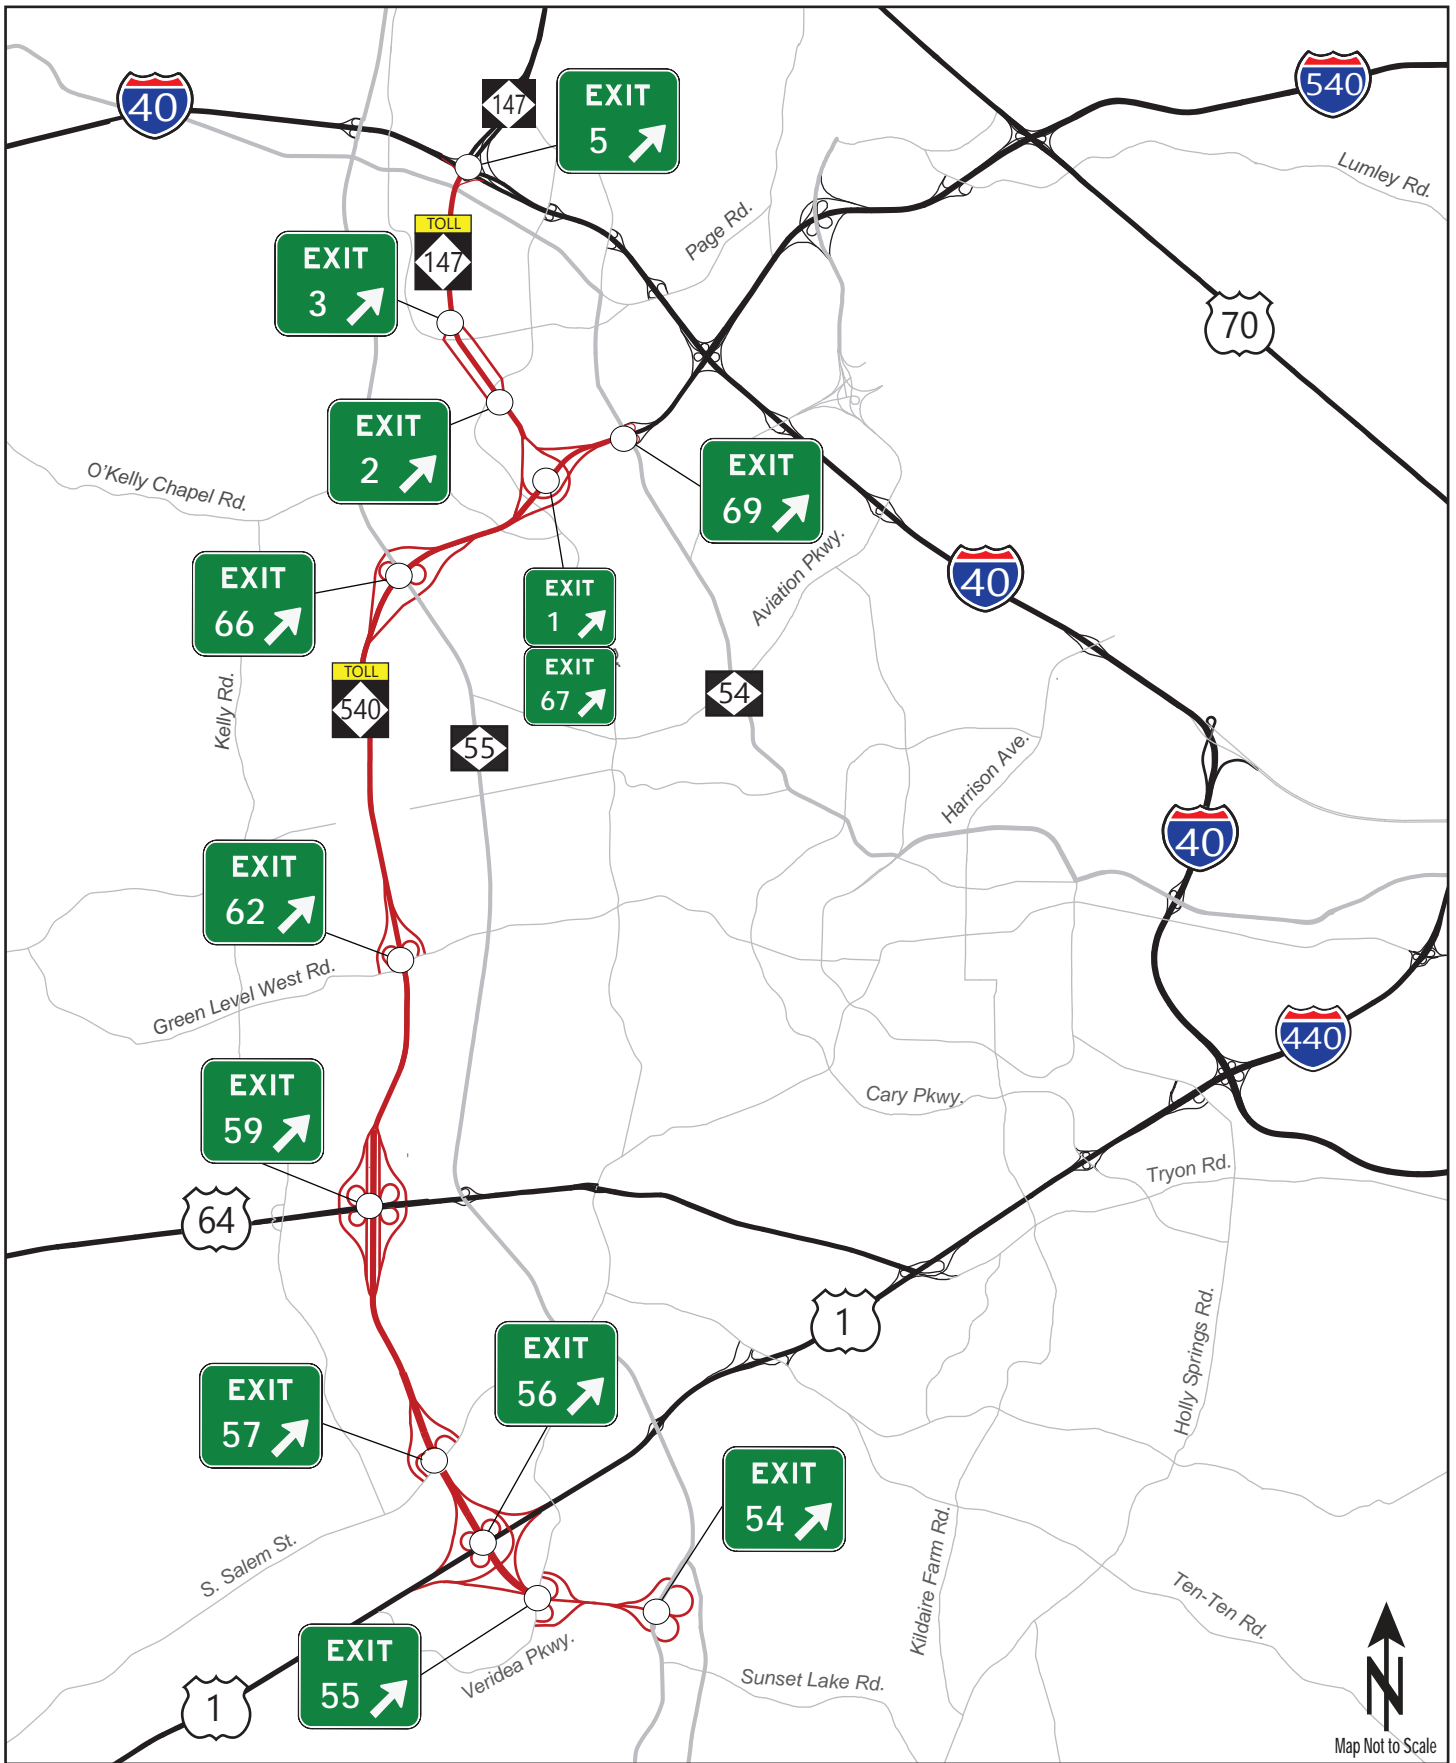 40
147
EXIT
5
540
Lumley Rd.
Page Rd.
TOLL
147
EXIT
3
70
EXIT
2
O'Kelly Chapel Rd.
EXIT
69
Aviation Pkwy.
40
EXIT
66
EXIT
1
EXIT
67
Kelly Rd.
TOLL
540
54
55
Harrison Ave.
40
EXIT
62
Green Level West Rd.
440
EXIT
59
Cary Pkwy.
Tryon Rd.
64
1
Holly Springs Rd.
EXIT
56
EXIT
57
EXIT
54
S. Salem St.
Kildaire Farm Rd.
Ten-Ten Rd.
EXIT
55
Veridea Pkwy.
Sunset Lake Rd.
1
N
Map Not to Scale